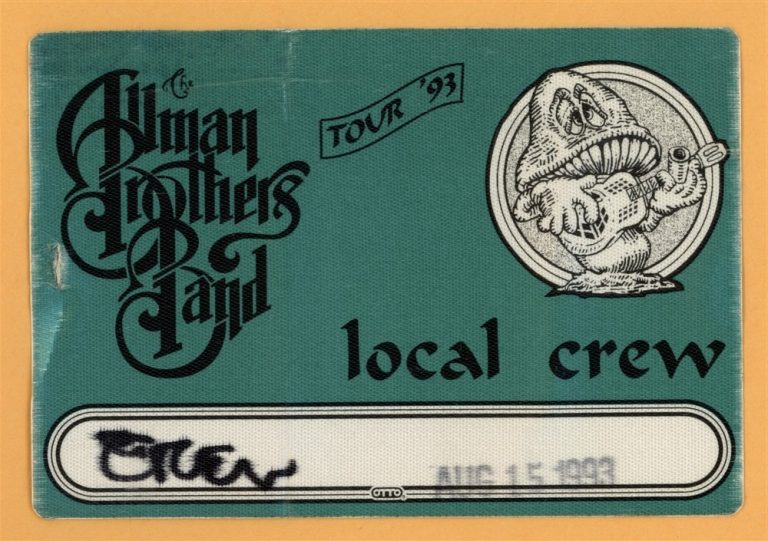 The
Allman
Brothers
Band
TOUR '93
local crew
AUG 15 1993
OTTO